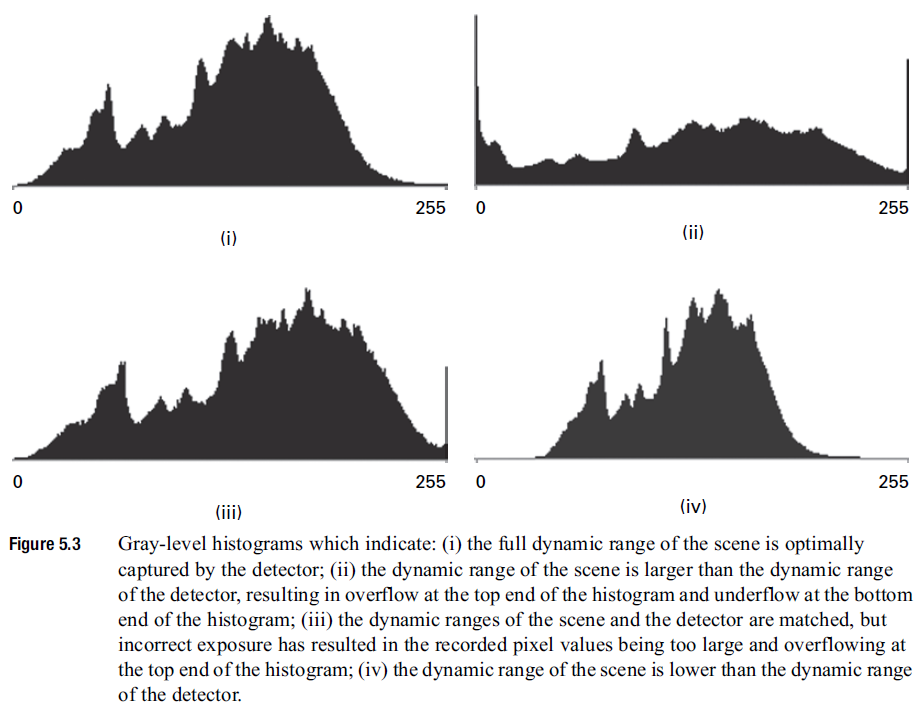 0 255
(i)
0 255
(ii)
0 255
(iii)
0 255
(iv)
Figure 5.3 Gray-level histograms which indicate: (i) the full dynamic range of the scene is optimally
captured by the detector; (ii) the dynamic range of the scene is larger than the dynamic range
of the detector, resulting in overflow at the top end of the histogram and underflow at the bottom
end of the histogram; (iii) the dynamic ranges of the scene and the detector are matched, but
incorrect exposure has resulted in the recorded pixel values being too large and overflowing at
the top end of the histogram; (iv) the dynamic range of the scene is lower than the dynamic range
of the detector.